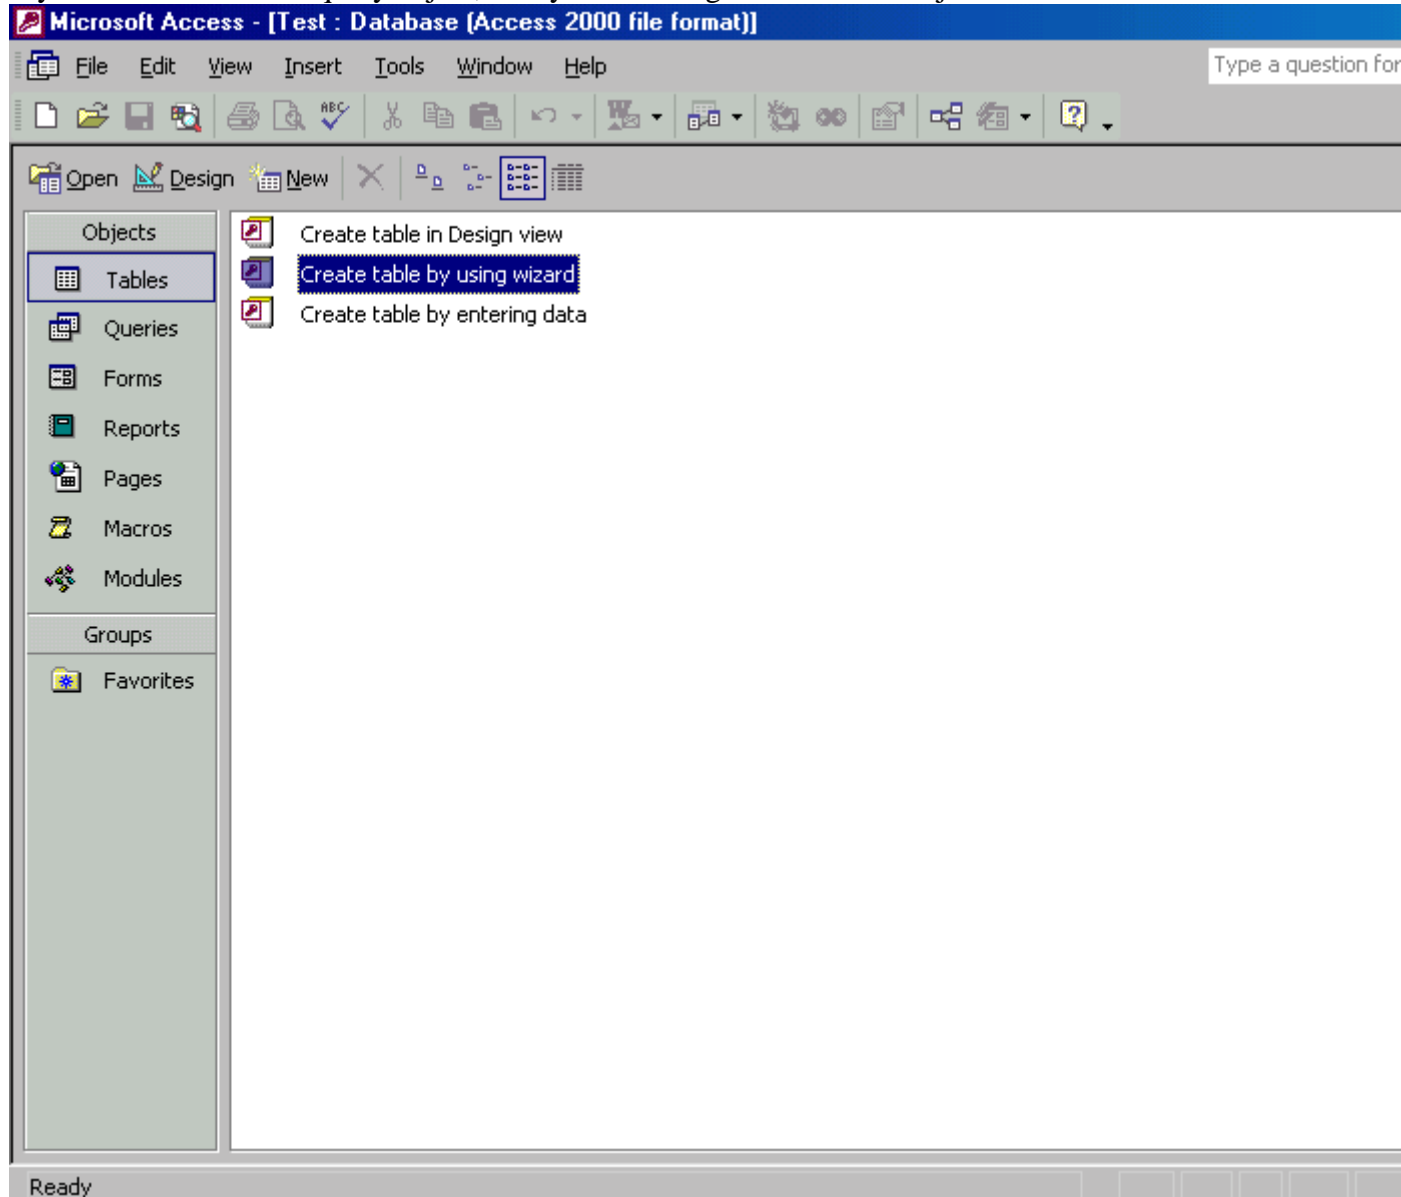 Microsoft Access - [Test : Database (Access 2000 file format)]
File Edit View Insert Tools Window Help
Type a question for
ABC
Open Design New
Objects
Tables
Queries
Forms
Reports
Pages
Macros
Modules
Groups
Favorites
Create table in Design view
Create table by using wizard
Create table by entering data
Ready